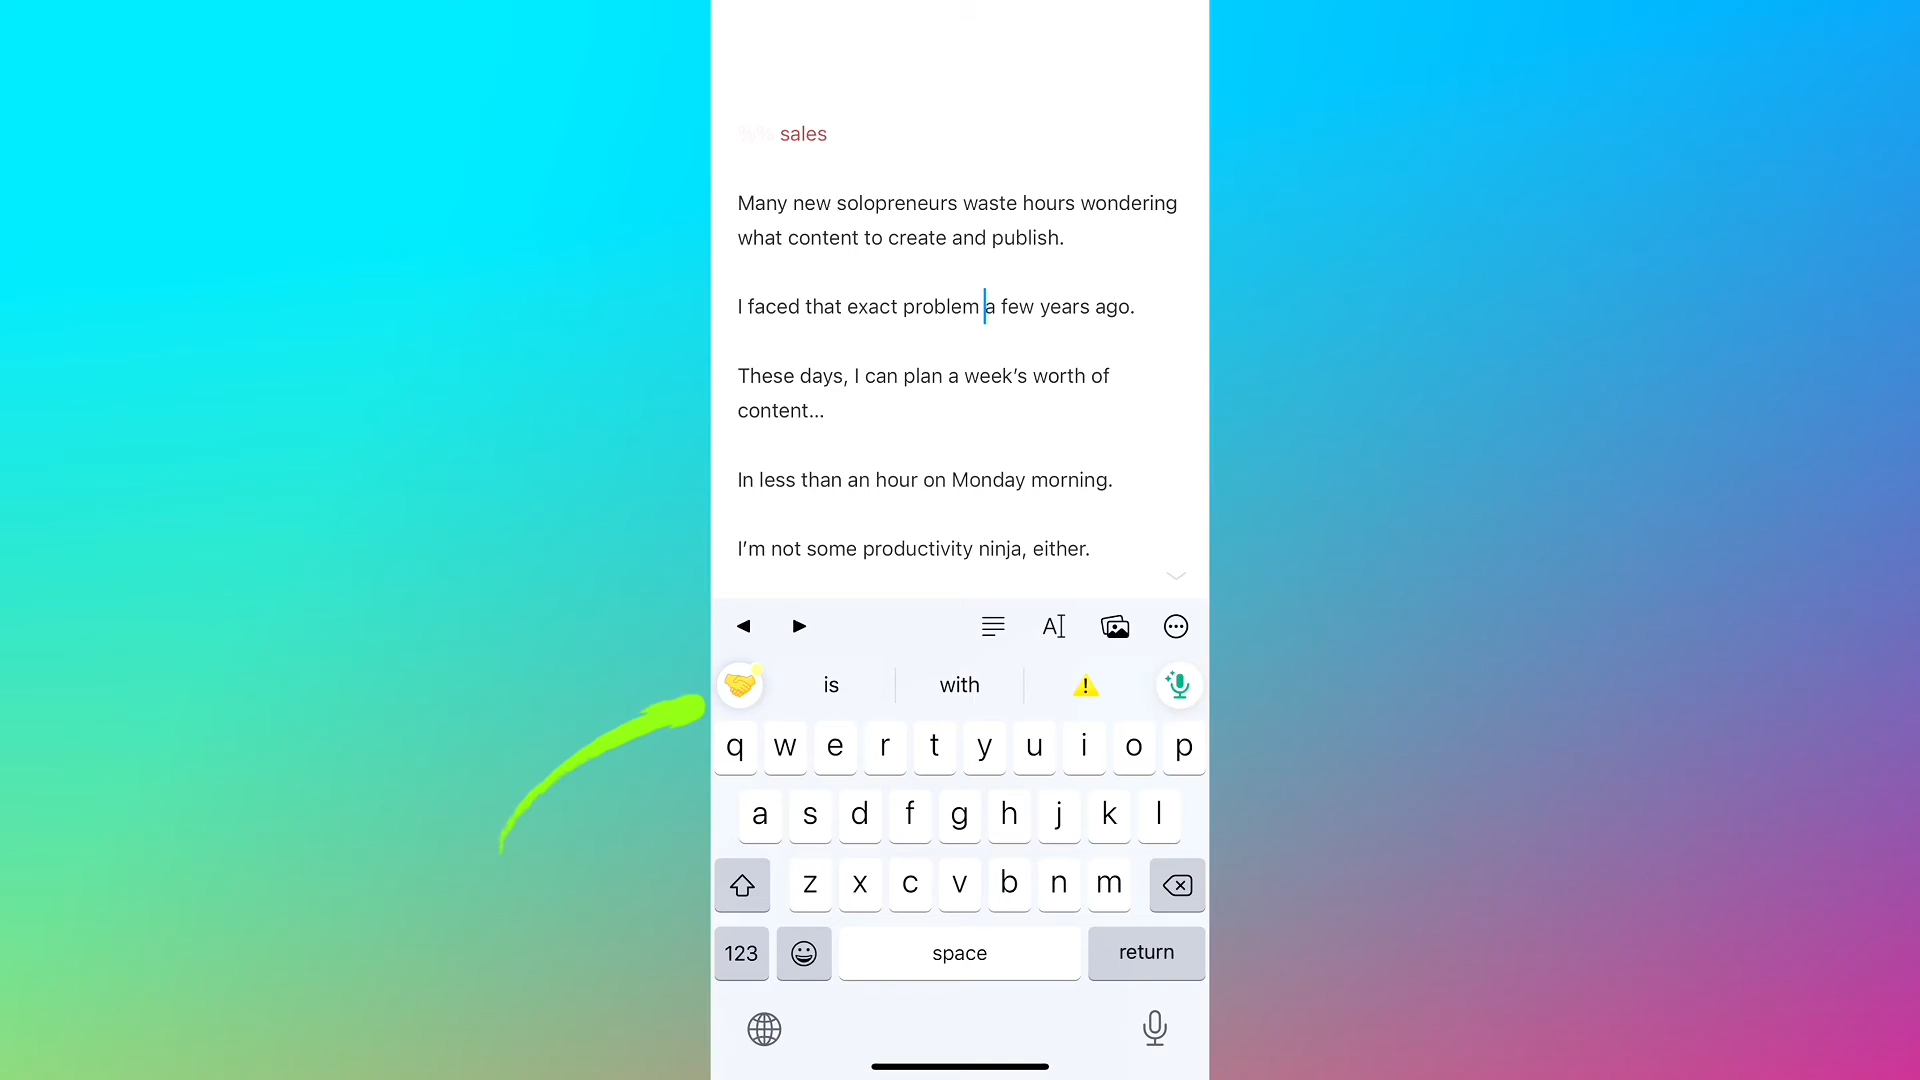 %% sales
Many new solopreneurs waste hours wondering
what content to create and publish.
I faced that exact problem a few years ago.
These days, I can plan a week’s worth of
content...
In less than an hour on Monday morning.
I’m not some productivity ninja, either.
A
is with
q w e r t y u i o p
a s d f g h j k l
z x c v b n m
123 space return